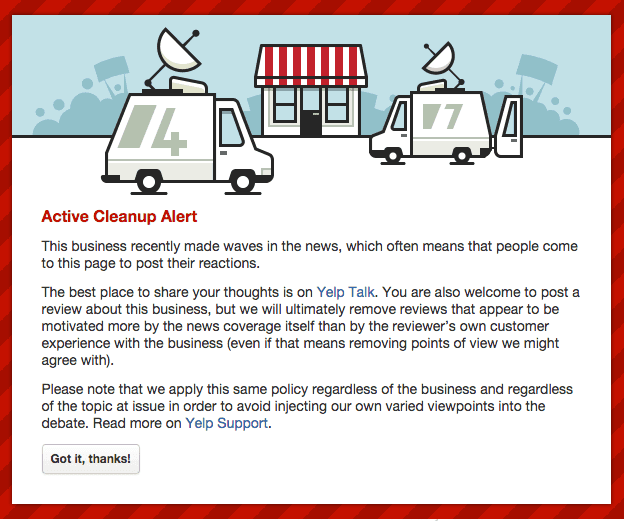 4
7
Active Cleanup Alert
This business recently made waves in the news, which often means that people come
to this page to post their reactions.
The best place to share your thoughts is on Yelp Talk. You are also welcome to post a
review about this business, but we will ultimately remove reviews that appear to be
motivated more by the news coverage itself than by the reviewer’s own customer
experience with the business (even if that means removing points of view we might
agree with).
Please note that we apply this same policy regardless of the business and regardless
of the topic at issue in order to avoid injecting our own varied viewpoints into the
debate. Read more on Yelp Support.
Got it, thanks!